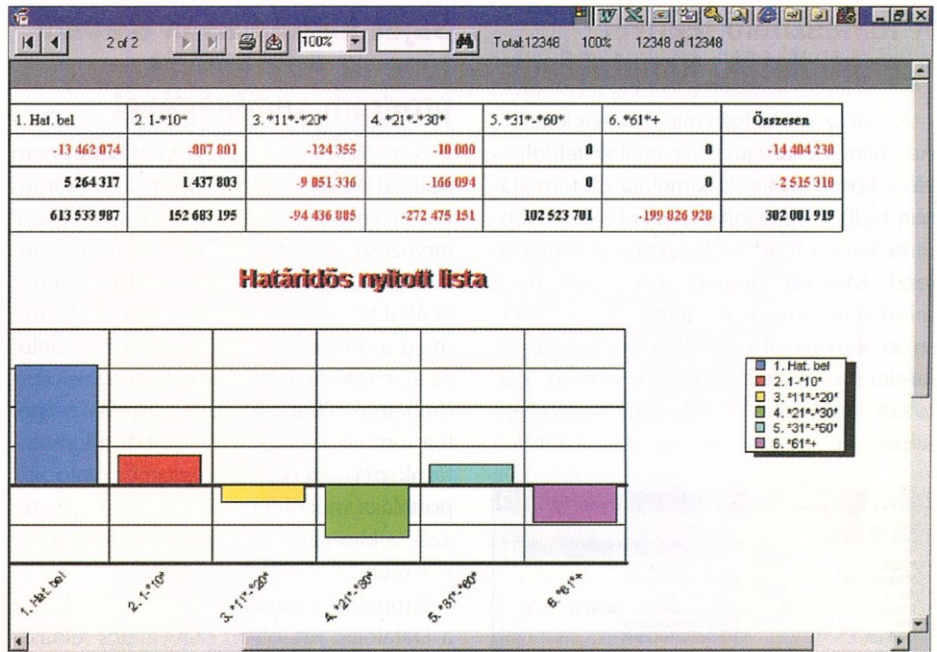 2 of 2 100% Total:12348 100% 12348 of 12348
1. Hat. bel 2. 1-*10* 3. *11*-*20* 4. *21*-*30* 5. *31*-*60* 6. *61*+ Összesen
-13 462 074 -807 801 -124 355 -10 000 0 0 -14 404 230
5 264 317 1 437 803 -9 051 336 -166 094 0 0 -2 515 310
613 533 987 152 683 195 -94 436 885 -272 475 151 102 523 701 -199 826 928 302 001 919
Határidős nyitott lista
1. Hat. bel
2. 1-*10*
3. *11*-*20*
4. *21*-*30*
5. *31*-*60*
6. *61*+
1. Hat. bel 2. 1-*10* 3. *11*-*20* 4. *21*-*30* 5. *31*-*60* 6. *61*+